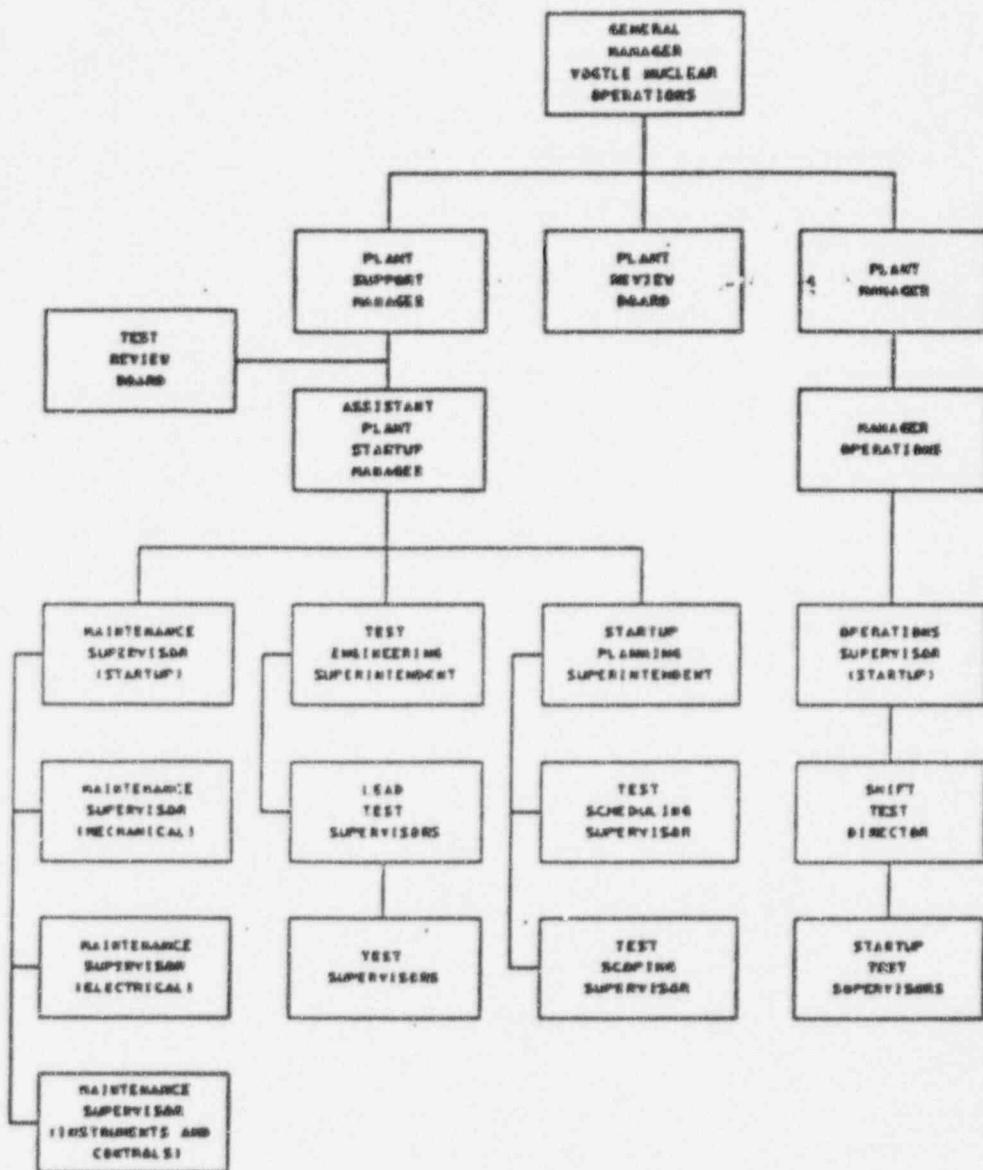 GENERAL
MANAGER
VOGTLE NUCLEAR
OPERATIONS
PLANT
SUPPORT
MANAGER
PLANT
REVIEW
BOARD
PLANT
MANAGER
TEST
REVIEW
BOARD
ASSISTANT
PLANT
STARTUP
MANAGER
MANAGER
OPERATIONS
MAINTENANCE
SUPERVISOR
(STARTUP)
TEST
ENGINEERING
SUPERINTENDENT
STARTUP
PLANNING
SUPERINTENDENT
OPERATIONS
SUPERVISOR
(STARTUP)
MAINTENANCE
SUPERVISOR
(MECHANICAL)
LEAD
TEST
SUPERVISORS
TEST
SCHEDULING
SUPERVISOR
SHIFT
TEST
DIRECTOR
MAINTENANCE
SUPERVISOR
(ELECTRICAL)
TEST
SUPERVISORS
TEST
SCOPING
SUPERVISOR
STARTUP
TEST
SUPERVISORS
MAINTENANCE
SUPERVISOR
(INSTRUMENTS AND
CONTROLS)